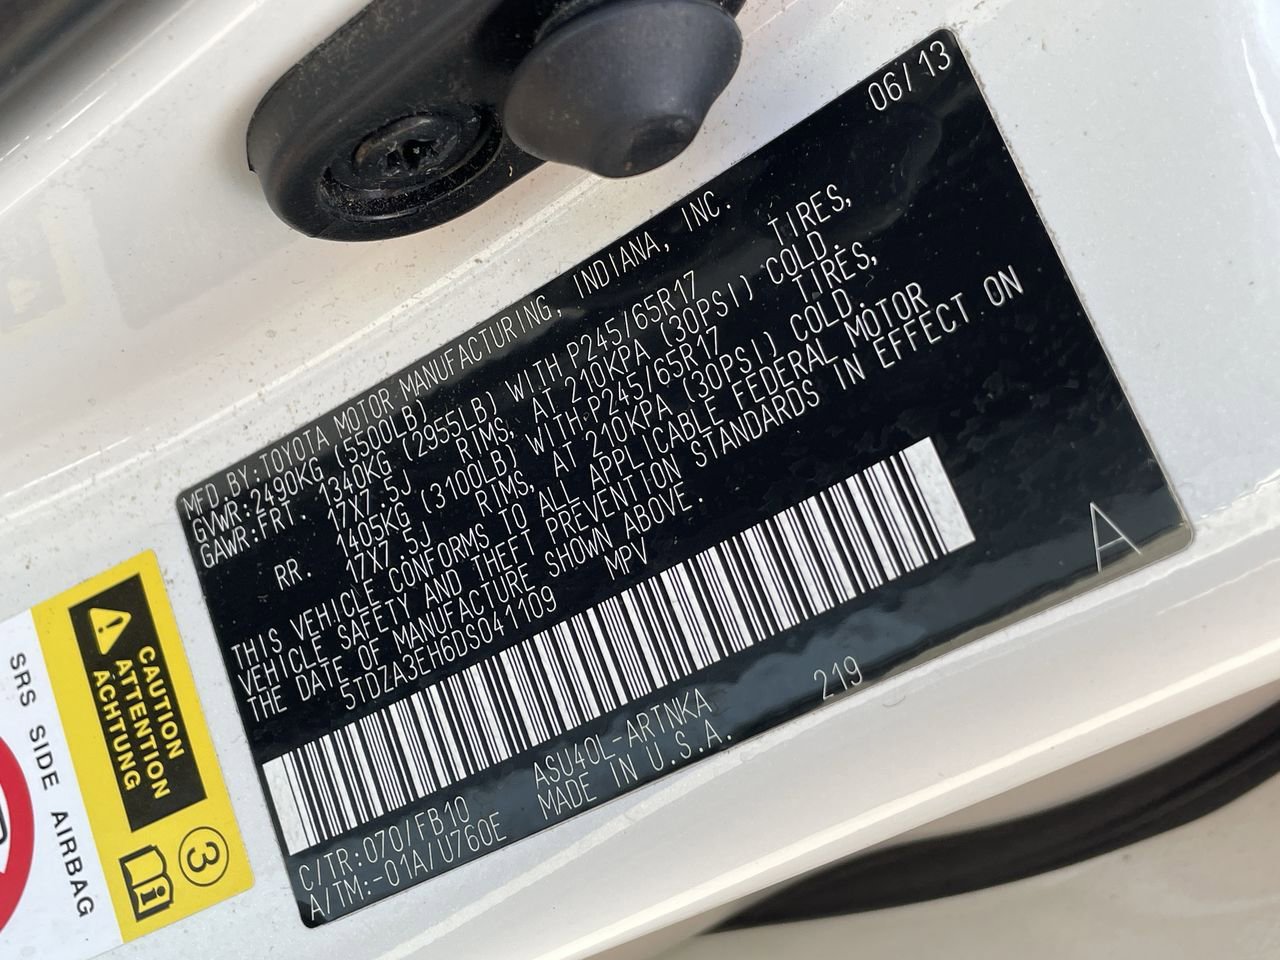 06/13
MFD.BY:TOYOTA MOTOR MANUFACTURING, INDIANA, INC.
GVWR:2490KG (5500LB)
GAWR:FRT. 1340KG (2955LB) WITH P245/65R17 TIRES,
17X7.5J RIMS, AT 210KPA (30PSI) COLD.
RR. 1405KG (3100LB) WITH P245/65R17 TIRES,
17X7.5J RIMS, AT 210KPA (30PSI) COLD.
THIS VEHICLE CONFORMS TO ALL APPLICABLE FEDERAL MOTOR
VEHICLE SAFETY AND THEFT PREVENTION STANDARDS IN EFFECT ON
THE DATE OF MANUFACTURE SHOWN ABOVE.
5TDZA3EH6DS041109 MPV
A
219
C/TR:070/FB10 ASU40L-ARTNKA
A/TM:-01A/U760E MADE IN U.S.A.
CAUTION
ATTENTION
ACHTUNG
3
SRS SIDE AIRBAG